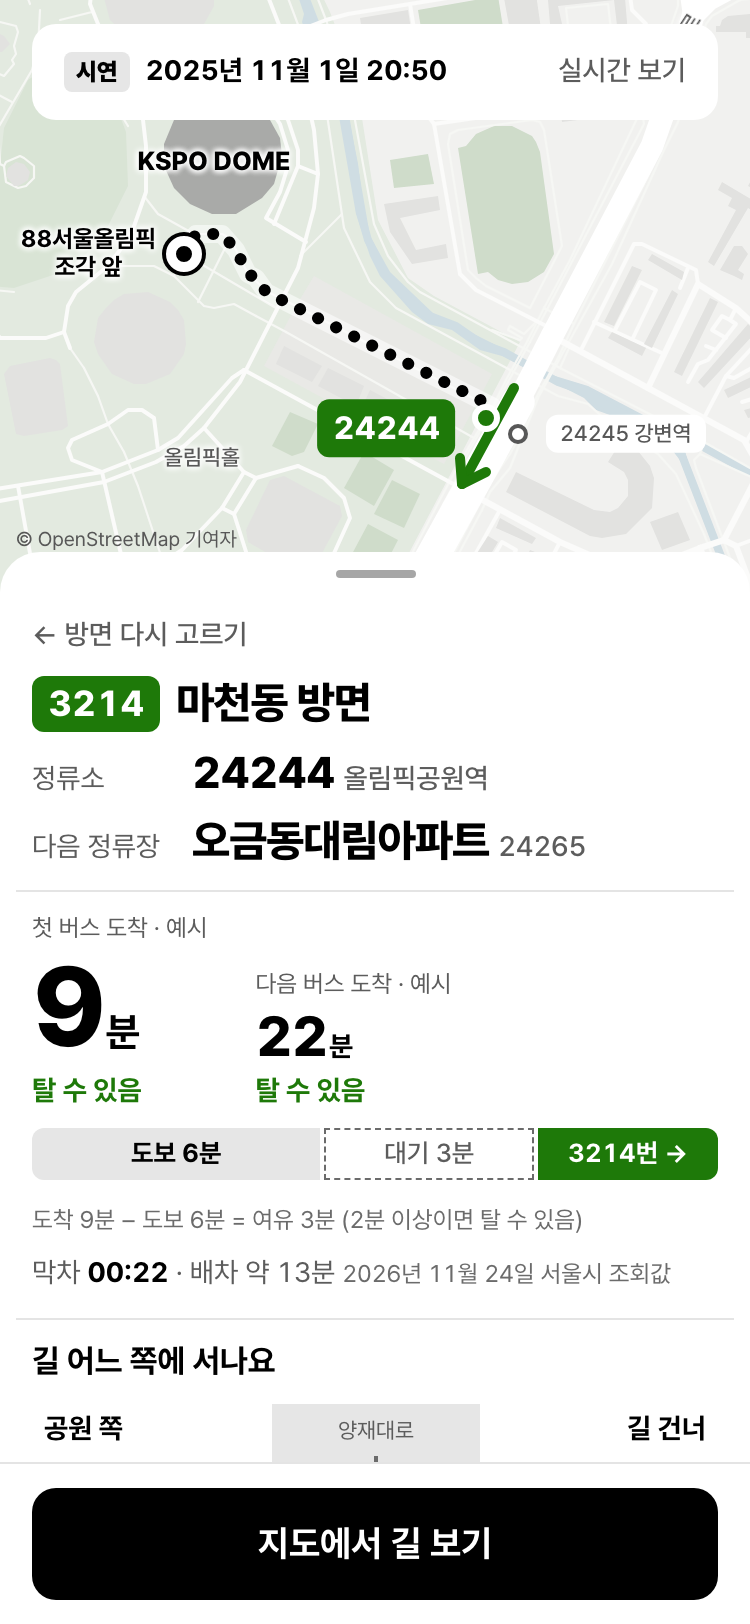 시연 2025년 11월 1일 20:50 실시간 보기
KSPO DOME
88서울올림픽
조각 앞
24244
24245 강변역
올림픽홀
© OpenStreetMap 기여자
← 방면 다시 고르기
3214 마천동 방면
정류소 24244 올림픽공원역
다음 정류장 오금동대림아파트 24265
첫 버스 도착 · 예시
9분
탈 수 있음
다음 버스 도착 · 예시
22분
탈 수 있음
도보 6분 대기 3분 3214번 →
도착 9분 – 도보 6분 = 여유 3분 (2분 이상이면 탈 수 있음)
막차 00:22 · 배차 약 13분 2026년 11월 24일 서울시 조회값
길 어느 쪽에 서나요
공원 쪽 양재대로 길 건너
지도에서 길 보기